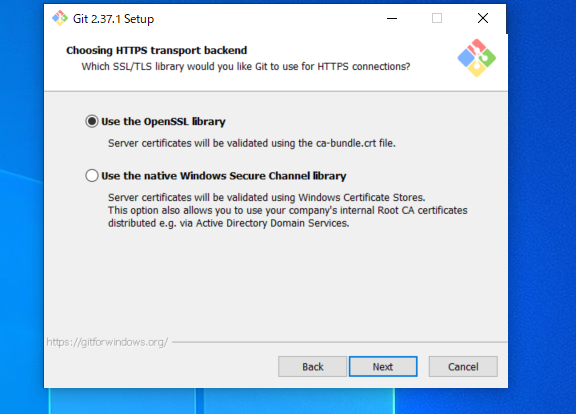 Git 2.37.1 Setup
Choosing HTTPS transport backend
Which SSL/TLS library would you like Git to use for HTTPS connections?
Use the OpenSSL library
Server certificates will be validated using the ca-bundle.crt file.
Use the native Windows Secure Channel library
Server certificates will be validated using Windows Certificate Stores.
This option also allows you to use your company's internal Root CA certificates
distributed e.g. via Active Directory Domain Services.
https://gitforwindows.org/
Back Next Cancel